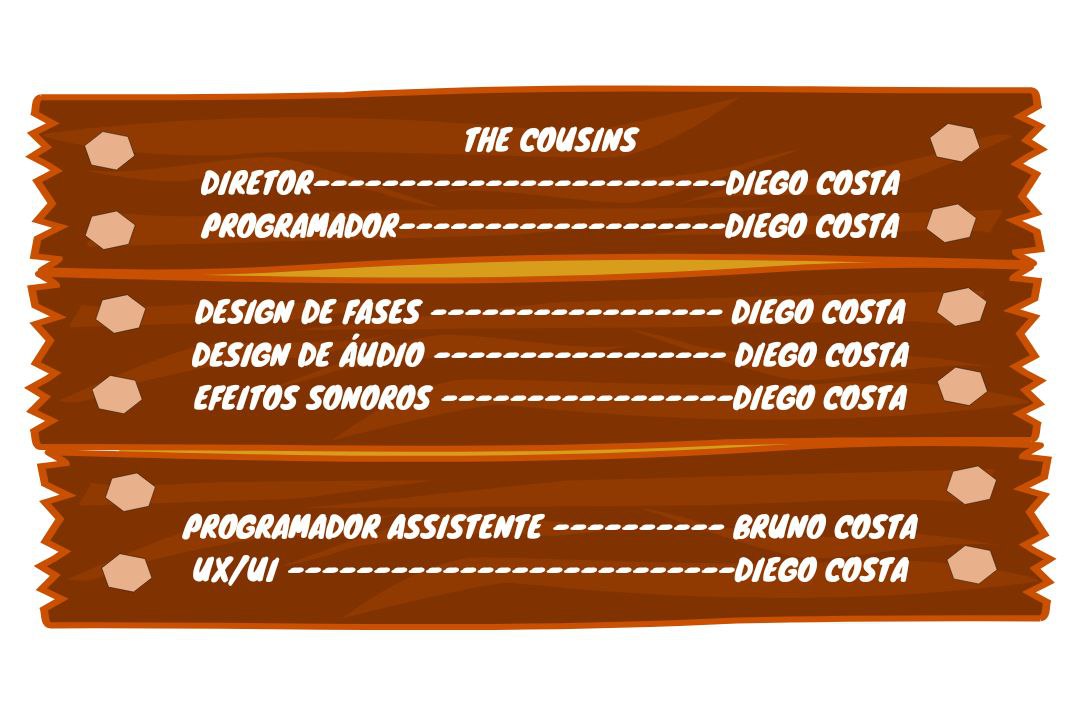 THE COUSINS
DIRETOR------------------------DIEGO COSTA
PROGRAMADOR-------------------DIEGO COSTA
DESIGN DE FASES ----------------- DIEGO COSTA
DESIGN DE ÁUDIO ----------------- DIEGO COSTA
EFEITOS SONOROS -----------------DIEGO COSTA
PROGRAMADOR ASSISTENTE ---------- BRUNO COSTA
UX/UI --------------------------DIEGO COSTA